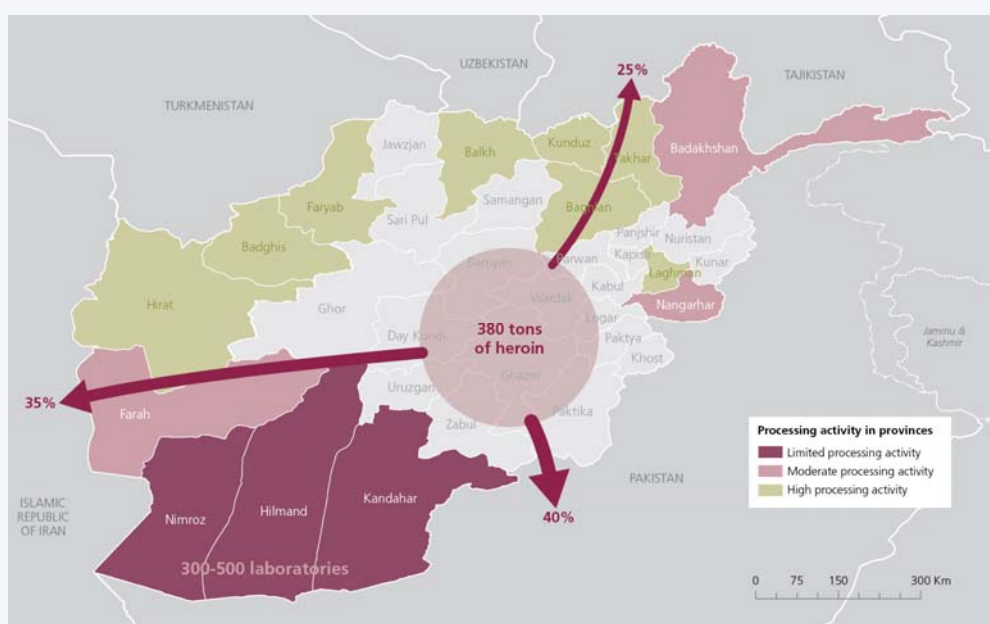 25%
UZBEKISTAN
TAJIKISTAN
TURKMENISTAN
Jawzjan
Balkh
Kunduz
Takhar
Badakhshan
Samangan
Faryab
Baghlan
Sari Pul
Panjshir
Nuristan
Badghis
Kapisa
Parwan
Kunar
Bamyan
Laghman
Kabul
Hirat
Wardak
Nangarhar
Ghor
Logar
380 tons
of heroin
Day Kundi
Paktya
Jammu &
Kashmir
Khost
Ghazni
Uruzgan
35%
Farah
Paktika
Zabul
Processing activity in provinces
Limited processing activity
Moderate processing activity
High processing activity
PAKISTAN
ISLAMIC
REPUBLIC
OF IRAN
Kandahar
Hilmand
Nimroz
40%
300-500 laboratories
0 75 150 300 Km